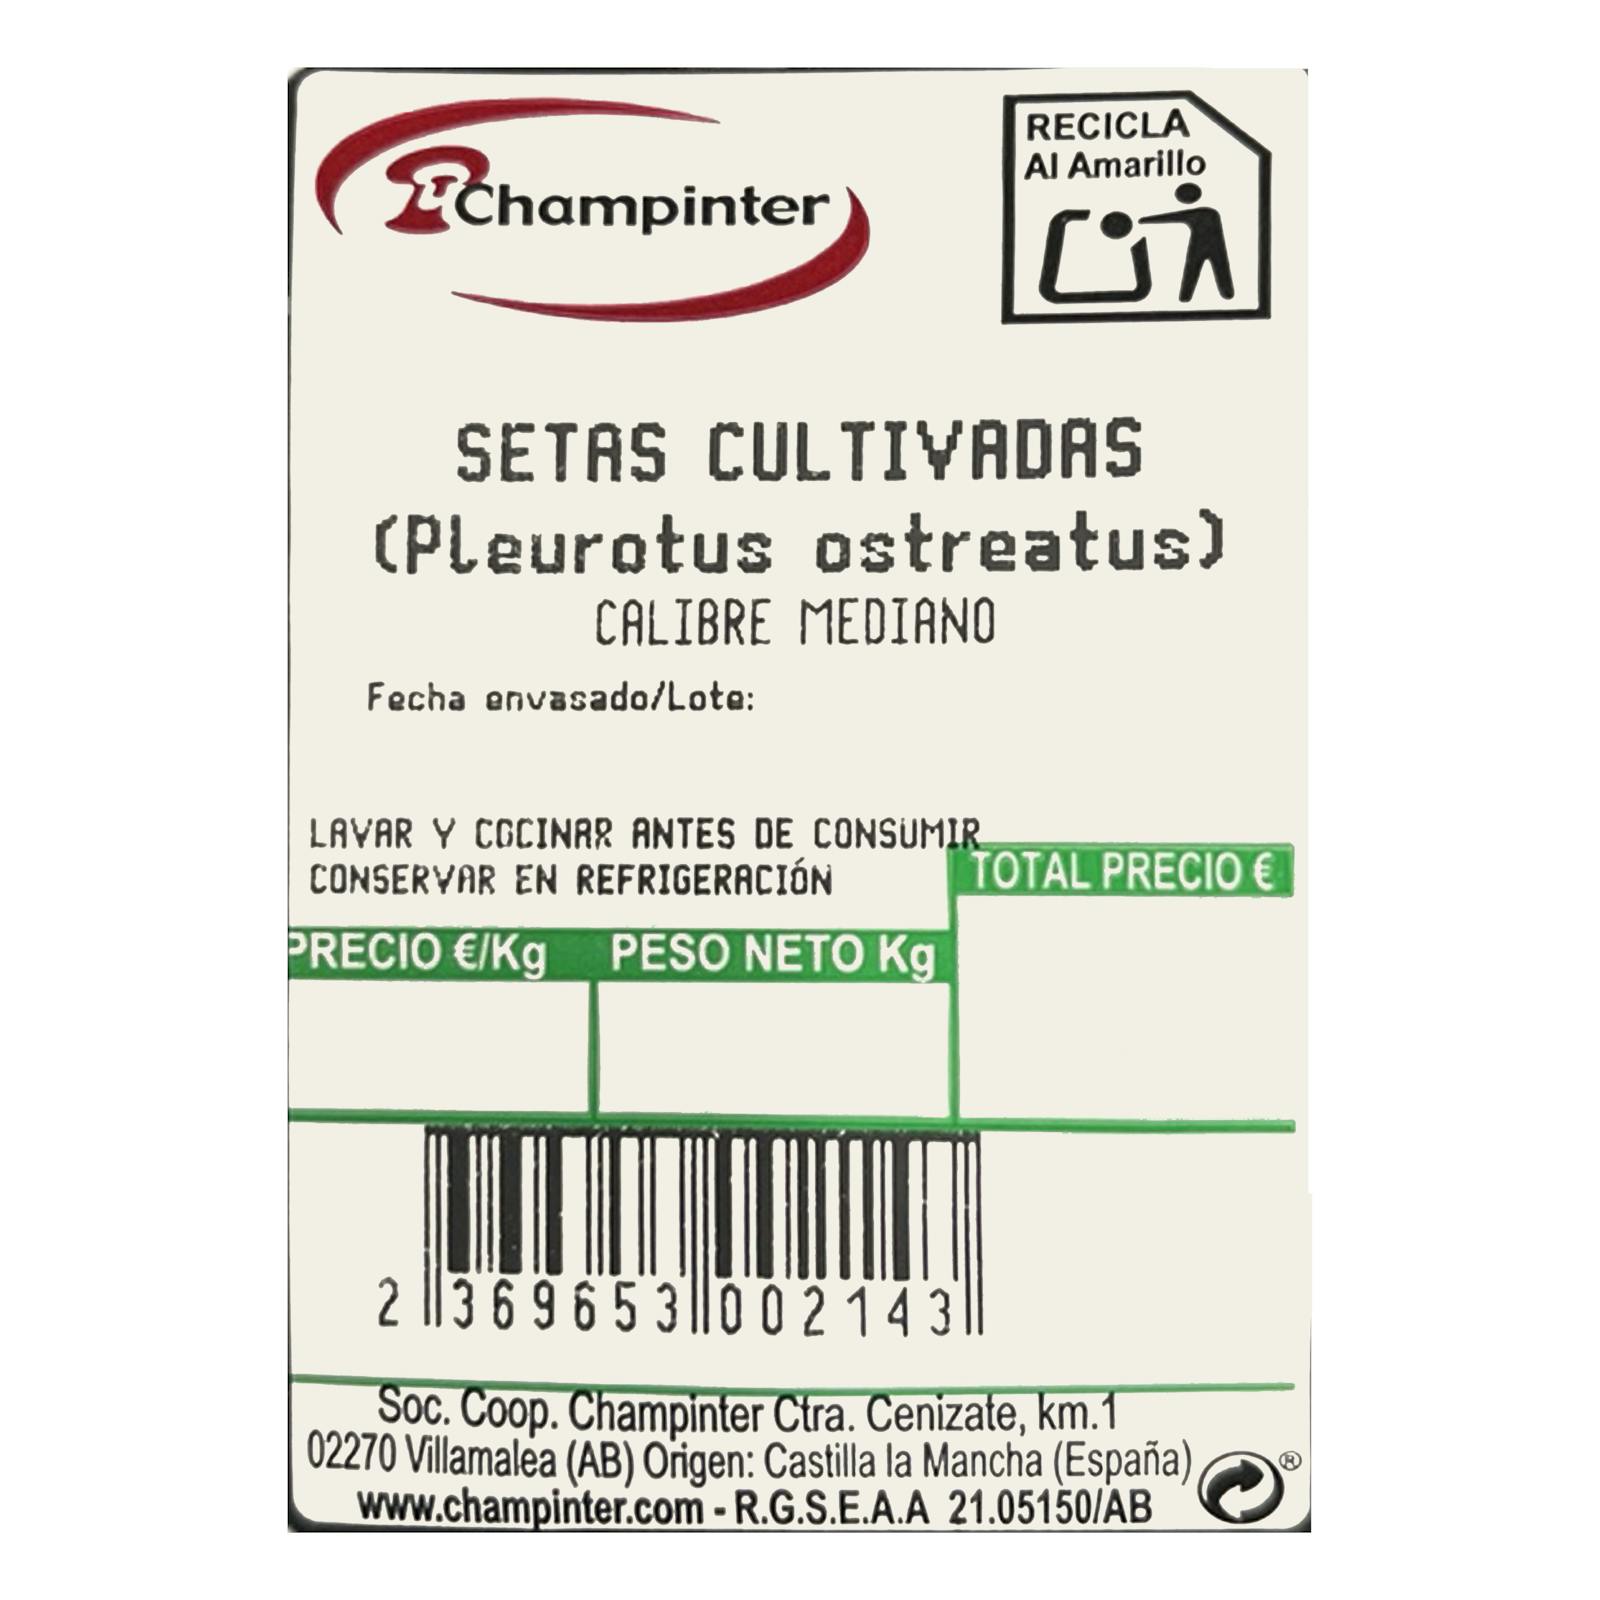 Champinter
RECICLA
Al Amarillo
SETAS CULTIVADAS
(Pleurotus ostreatus)
CALIBRE MEDIANO
Fecha envasado/Lote:
LAVAR Y COCINAR ANTES DE CONSUMIR
CONSERVAR EN REFRIGERACIÓN
TOTAL PRECIO €
PRECIO €/Kg PESO NETO Kg
2 369653 002143
Soc. Coop. Champinter Ctra. Cenizate, km.1
02270 Villamalea (AB) Origen: Castilla la Mancha (España)
www.champinter.com - R.G.S.E.A.A 21.05150/AB
®